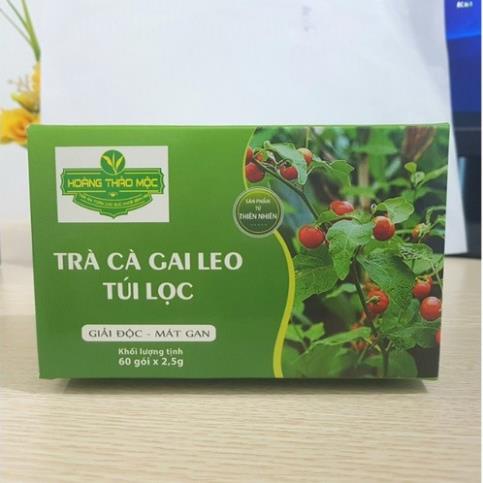 HOÀNG THẢO MỘC
SẢN PHẨM
TỪ
THIÊN NHIÊN
TRÀ CÀ GAI LEO
TÚI LỌC
GIẢI ĐỘC - MÁT GAN
Khối lượng tịnh
60 gói x 2,5g